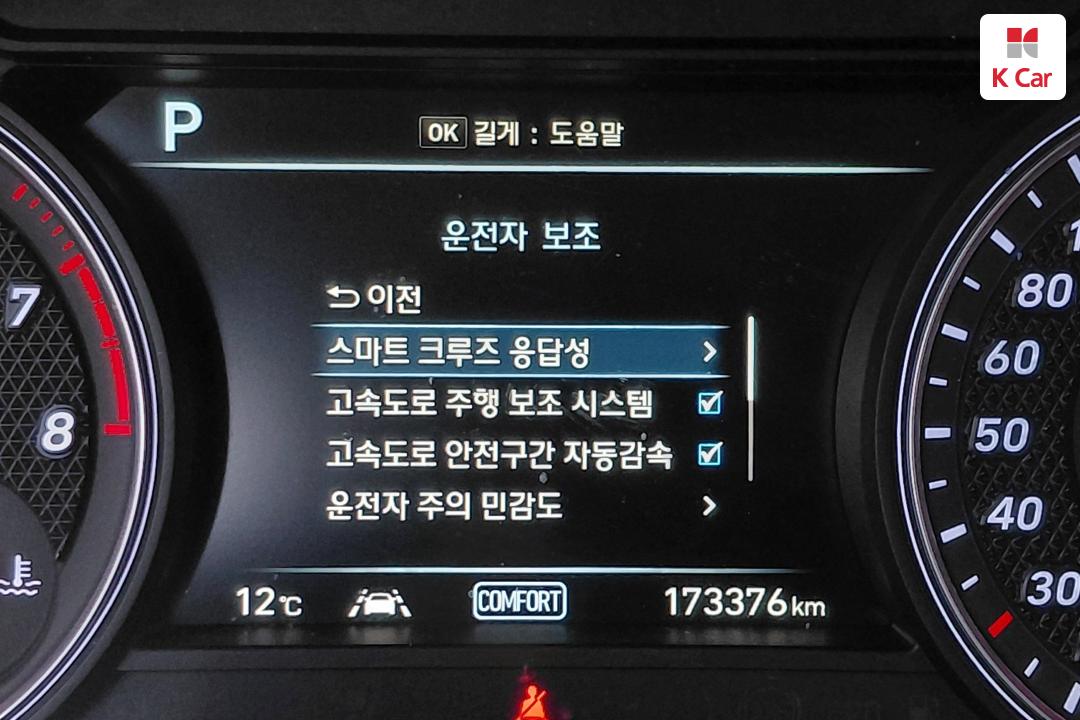 K Car
P
OK 길게 : 도움말
운전자 보조
이전
스마트 크루즈 응답성
고속도로 주행 보조 시스템
고속도로 안전구간 자동감속
운전자 주의 민감도
12℃
COMFORT
173376 km
7
8
80
60
50
40
30